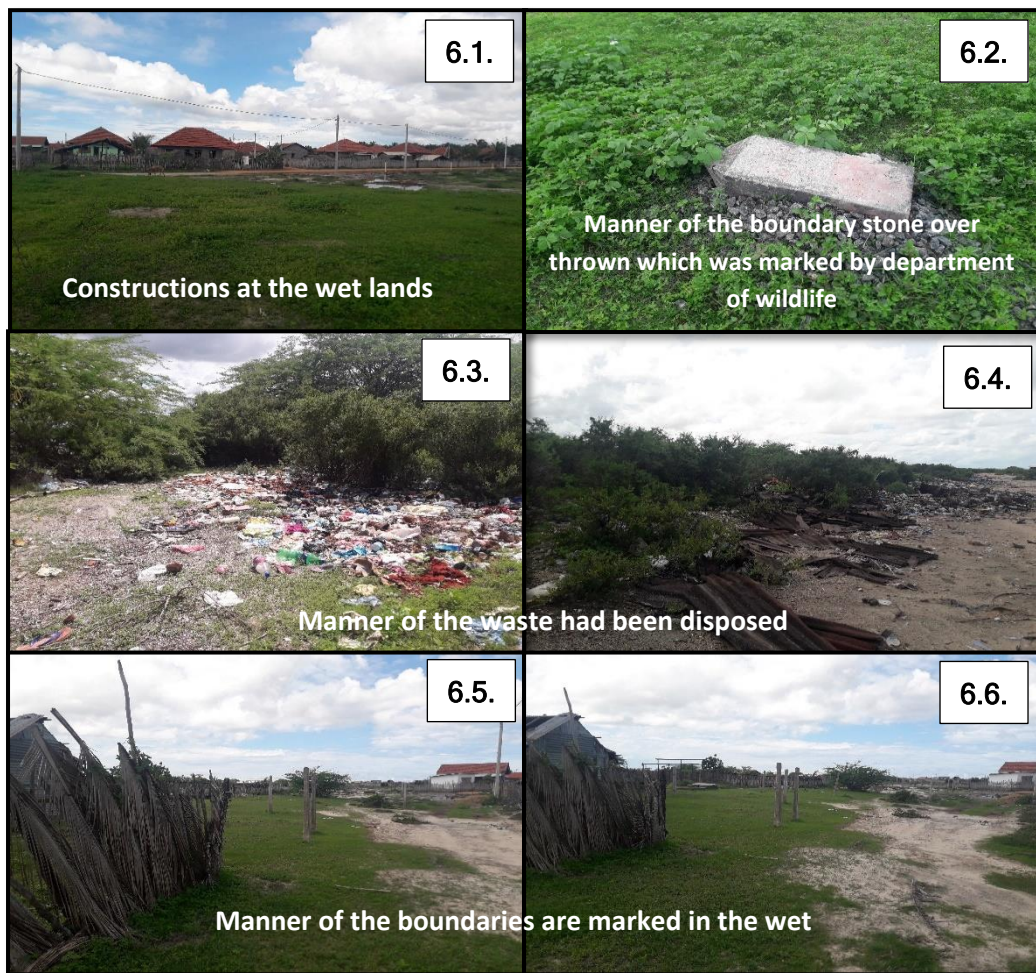 6.1.
6.2.
Constructions at the wet lands
Manner of the boundary stone over
thrown which was marked by department
of wildlife
6.3.
6.4.
Manner of the waste had been disposed
6.5.
6.6.
Manner of the boundaries are marked in the wet